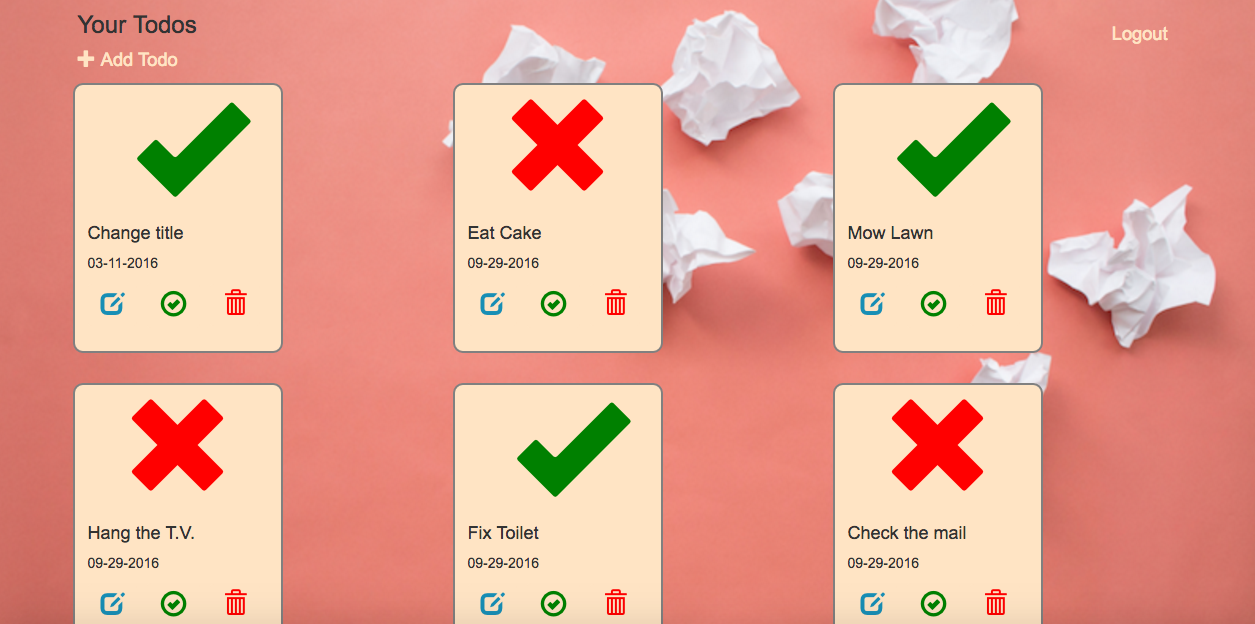 Your Todos
Logout
Add Todo
Change title
03-11-2016
Eat Cake
09-29-2016
Mow Lawn
09-29-2016
Hang the T.V.
09-29-2016
Fix Toilet
09-29-2016
Check the mail
09-29-2016